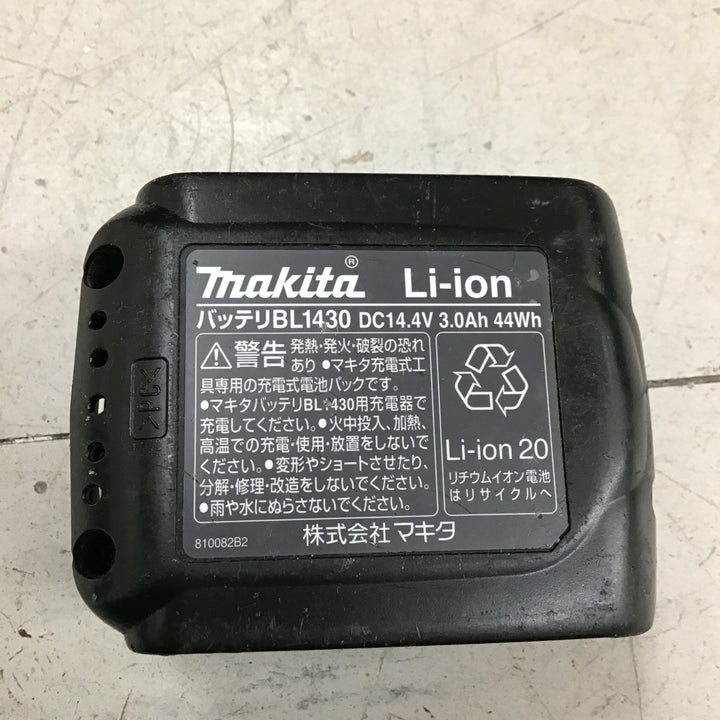 makita® Li-ion
バッテリBL1430 DC14.4V 3.0Ah 44Wh
警告 発熱・発火・破裂の恐れ
あり ●マキタ充電式工
具専用の充電式電池パックです。
●マキタバッテリBL1430用充電器で
充電してください。●火中投入、加熱、
高温での充電・使用・放置をしないで
ください。●変形やショートさせたり、
分解・修理・改造をしないでください。
●雨や水にぬらさないでください。
Li-ion 20
リチウムイオン電池
はリサイクルへ
810082B2
株式会社マキタ